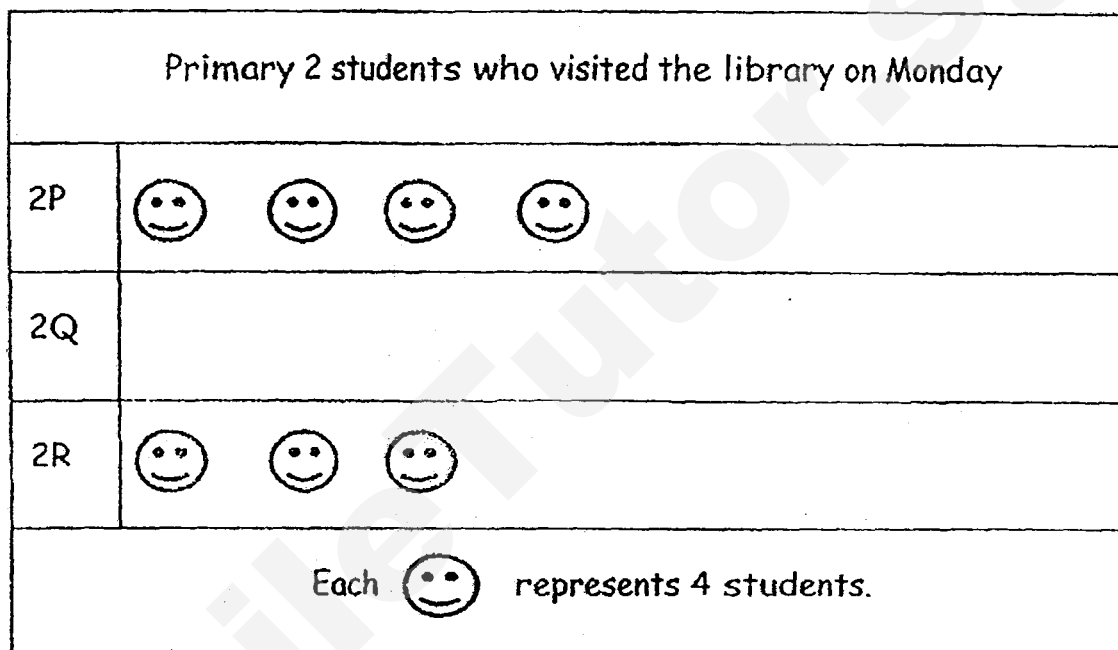 Primary 2 students who visited the library on Monday
2P
2Q
2R
Each represents 4 students.